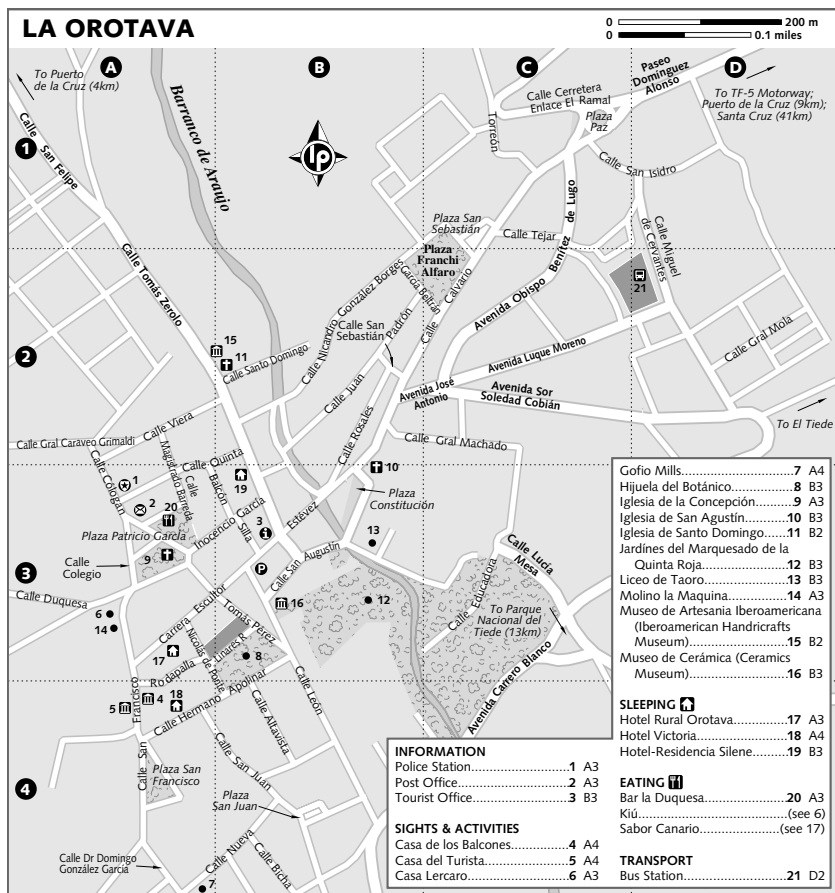 LA OROTAVA
0 200 m
0 0.1 miles
A
B
C
D
To Puerto
de la Cruz (4km)
Barranco de Araujo
Calle San Felipe
1
lp
Torreón
Calle Cerretera
Enlace El Ramal
Paseo
Dominguez
Alonso
Plaza
Paz
To TF-5 Motorway;
Puerto de la Cruz (9km);
Santa Cruz (41km)
Calle San Isidro
Plaza San
Sebastián
Plaza
Franchi
Alfaro
Calle Tejar
Avenida Obispo Benítez de Lugo
Calle Miguel
de Cervantes
21
Calle Tomás Zerolo
Calle Nicandro González Borges
García Beltrán
Calle Calvario
Calle San
Sebastián
Calle Juan Padrón
Avenida Luque Moreno
Calle Gral Mola
2
15
11
Calle Santo Domingo
Avenida José
Antonio
Avenida Sor
Soledad Cobián
To El Tiede
Calle Viera
Calle Rosales
Calle Gral Machado
Calle Gral Caraveo Grimaldi
Calle Cólogan
Calle
Magistrado Barreda
Calle Quinta
Balcón
Silla
19
1
2
20
10
Plaza
Constitución
3
Estévez
Inocencio García
Plaza Patricio García
13
Calle
Colegio
9
P
Calle San Agustín
Calle Lucía
Mesa
3
Calle Duquesa
6
14
16
12
Calle Educadora
To Parque
Nacional del
Tiede (13km)
Carrera Escultor
Tomás Pérez
Nicolás de Ponte
Linares R
17
8
Rodapalla
Avenida Carrero Blanco
5
4
18
Calle Hermano Apolinar
Calle León
Calle Altavista
Calle San Francisco
4
Plaza San
Francisco
Calle San Juan
Plaza
San Juan
Calle Dr Domingo
González García
Calle Nueva
Calle Bicha
7
INFORMATION
Police Station 1 A3
Post Office 2 A3
Tourist Office 3 B3
SIGHTS & ACTIVITIES
Casa de los Balcones 4 A4
Casa del Turista 5 A4
Casa Lercaro 6 A3
Gofio Mills 7 A4
Hijuela del Botánico 8 B3
Iglesia de la Concepción 9 A3
Iglesia de San Agustín 10 B3
Iglesia de Santo Domingo 11 B2
Jardínes del Marquesado de la
Quinta Roja 12 B3
Liceo de Taoro 13 B3
Molino la Maquina 14 A3
Museo de Artesania Iberoamericana
(Iberoamerican Handricrafts
Museum) 15 B2
Museo de Cerámica (Ceramics
Museum) 16 B3
SLEEPING
Hotel Rural Orotava 17 A3
Hotel Victoria 18 A4
Hotel-Residencia Silene 19 B3
EATING
Bar la Duquesa 20 A3
Kiú (see 6)
Sabor Canario (see 17)
TRANSPORT
Bus Station 21 D2